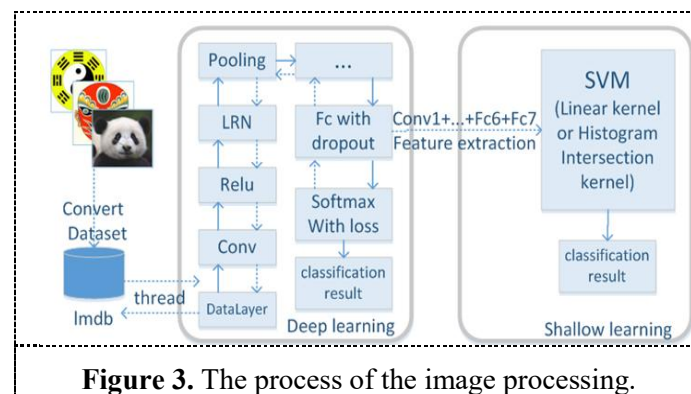 Convert
Dataset
lmdb
thread
Pooling
LRN
Relu
Conv
DataLayer
...
Fc with
dropout
Softmax
With loss
classification
result
Deep learning
Conv1+...+Fc6+Fc7
Feature extraction
SVM
(Linear kernel
or Histogram
Intersection
kernel)
classification
result
Shallow learning
Figure 3. The process of the image processing.